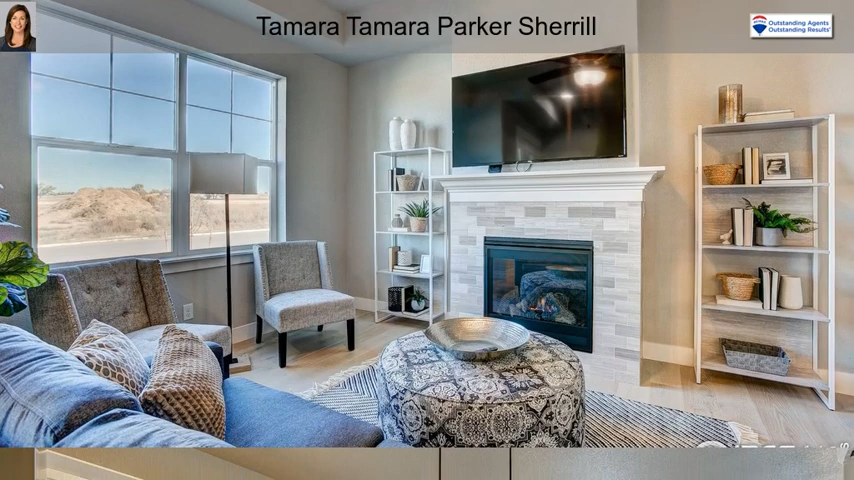 Tamara Tamara Parker Sherrill
Outstanding Agents
Outstanding Results